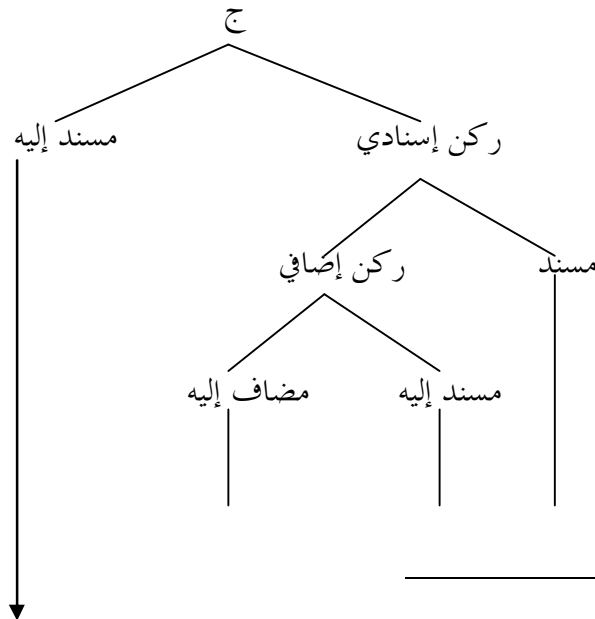 ج
ركن إسنادي مسند إليه
مسند ركن إضافي
مسند إليه مضاف إليه